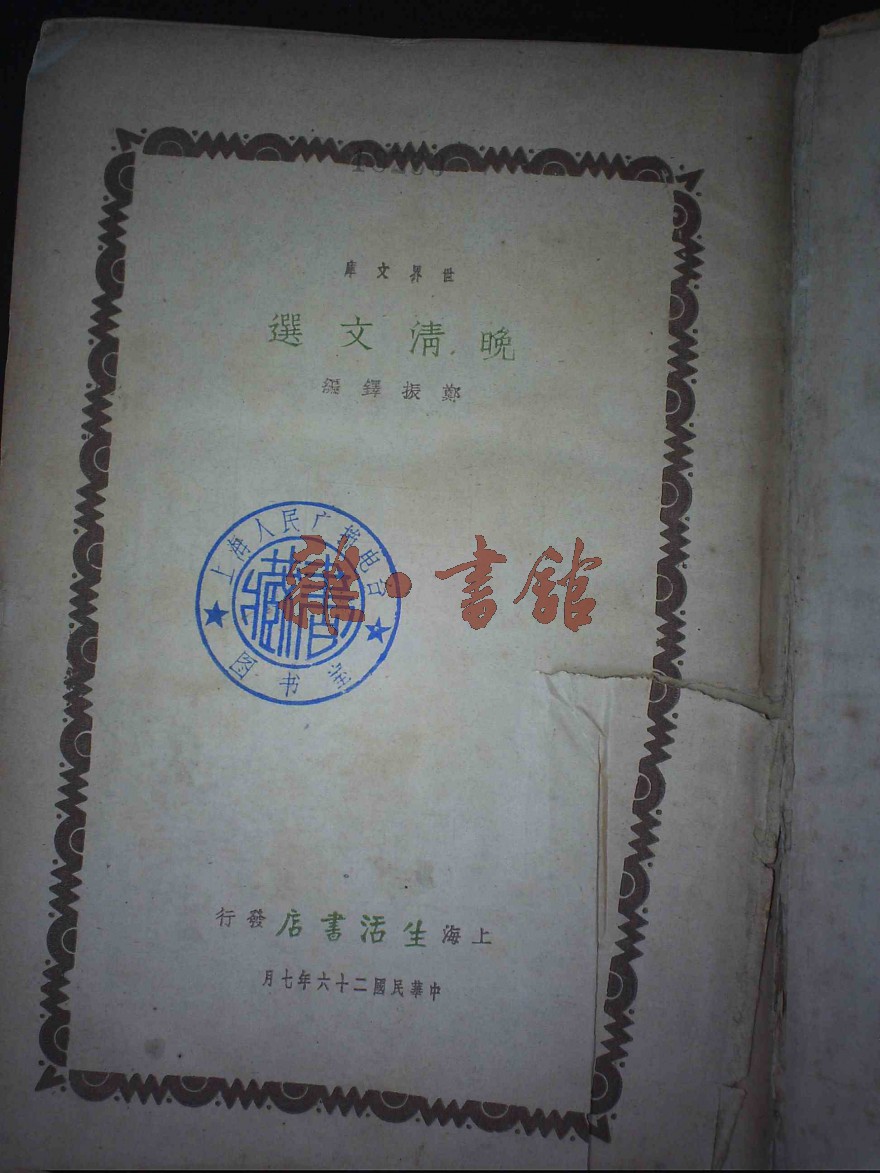 世界文庫
晚清文選
鄭振鐸編
上海人民广播电台
图书馆
書館
上海生活書店發行
中華民國二十六年七月